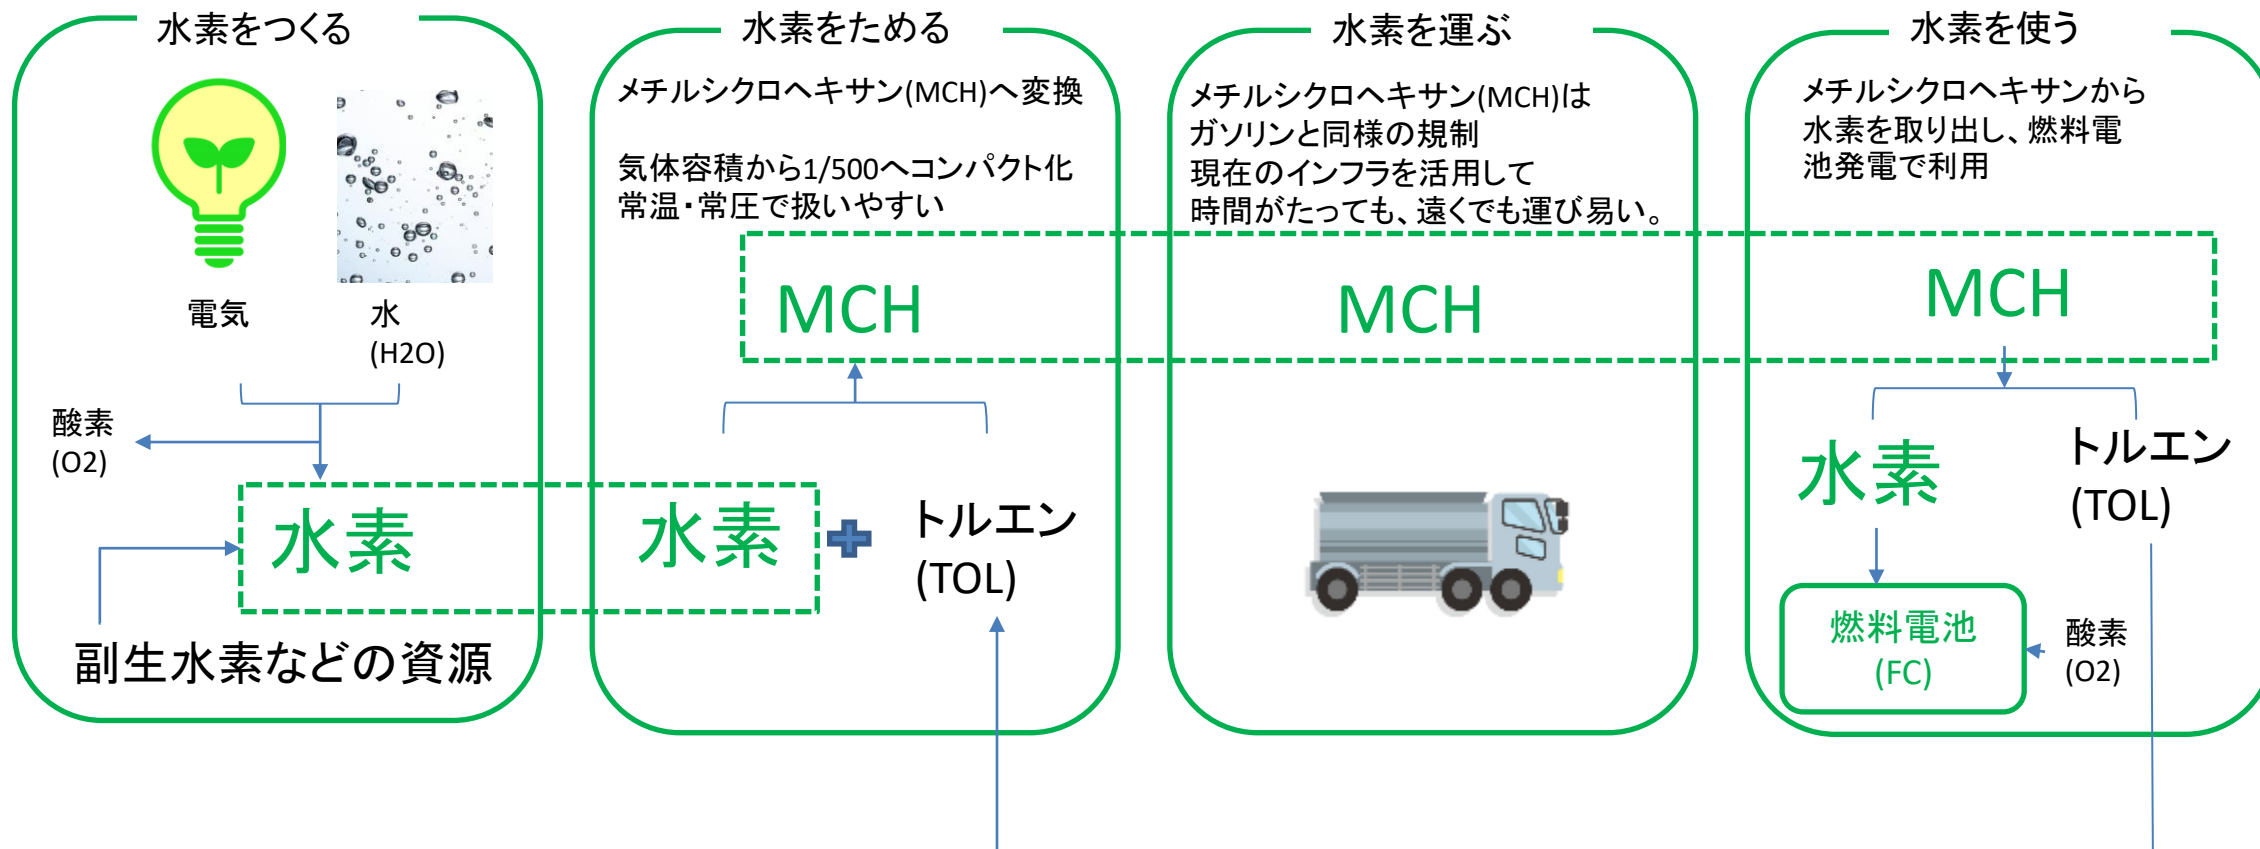 水素をつくる
電気
水
(H2O)
酸素
(O2)
水素
副生水素などの資源
水素をためる
メチルシクロヘキサン(MCH)へ変換
気体容積から1/500へコンパクト化
常温・常圧で扱いやすい
MCH
水素
トルエン
(TOL)
水素を運ぶ
メチルシクロヘキサン(MCH)は
ガソリンと同様の規制
現在のインフラを活用して
時間がたっても、遠くでも運び易い。
MCH
水素を使う
メチルシクロヘキサンから
水素を取り出し、燃料電
池発電で利用
MCH
水素
トルエン
(TOL)
燃料電池
(FC)
酸素
(O2)